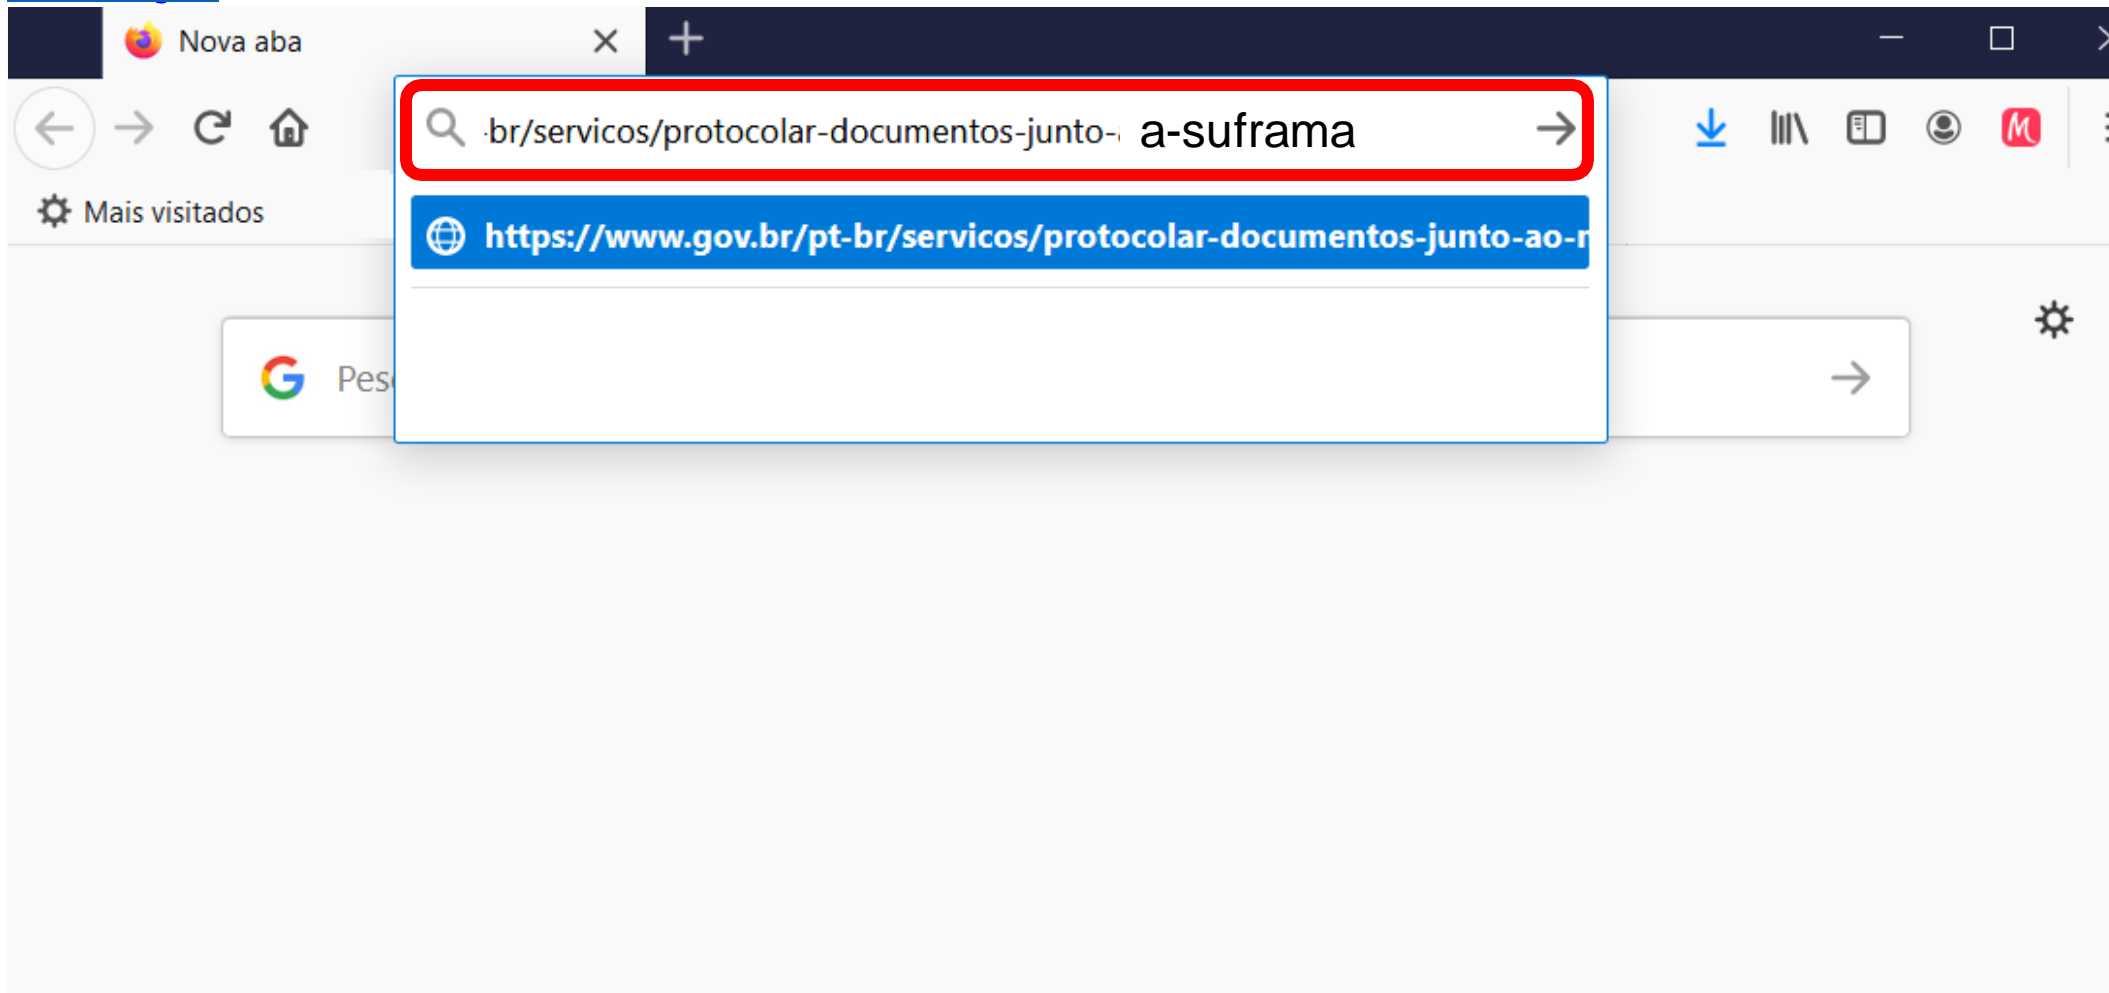 Nova aba
-br/servicos/protocolar-documentos-junto- a-suframa
Mais visitados
https://www.gov.br/pt-br/servicos/protocolar-documentos-junto-ao-
Pes